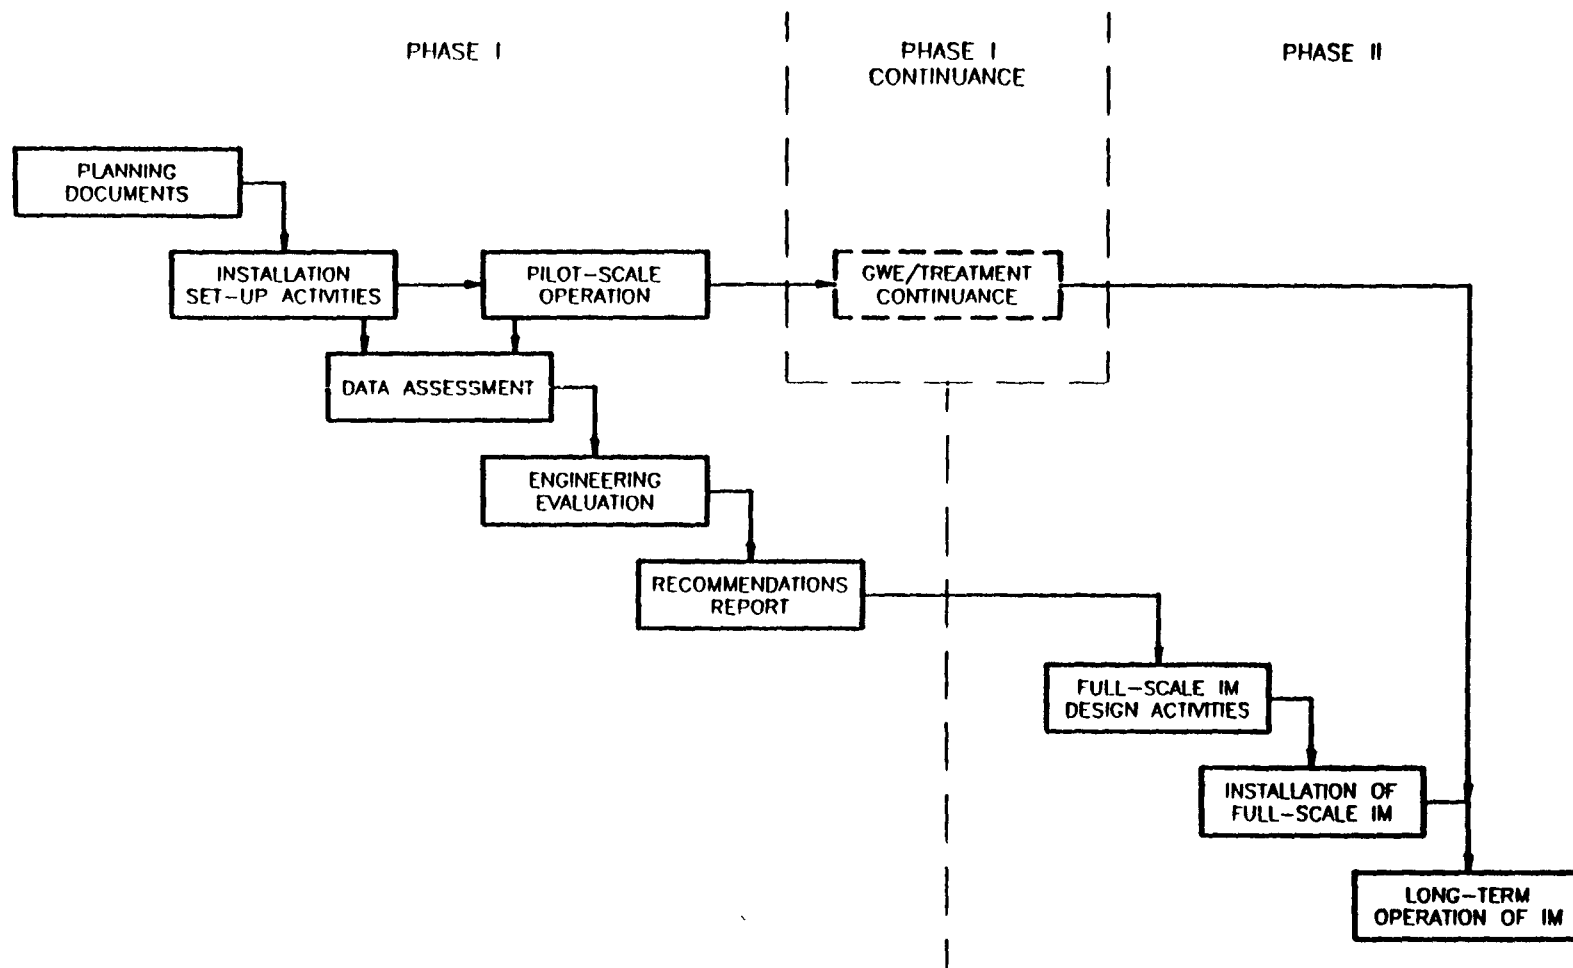 PHASE I
PHASE I
CONTINUANCE
PHASE II
PLANNING
DOCUMENTS
INSTALLATION
SET-UP ACTIVITIES
PILOT-SCALE
OPERATION
GWE/TREATMENT
CONTINUANCE
DATA ASSESSMENT
ENGINEERING
EVALUATION
RECOMMENDATIONS
REPORT
FULL-SCALE IM
DESIGN ACTIVITIES
INSTALLATION OF
FULL-SCALE IM
LONG-TERM
OPERATION OF IM